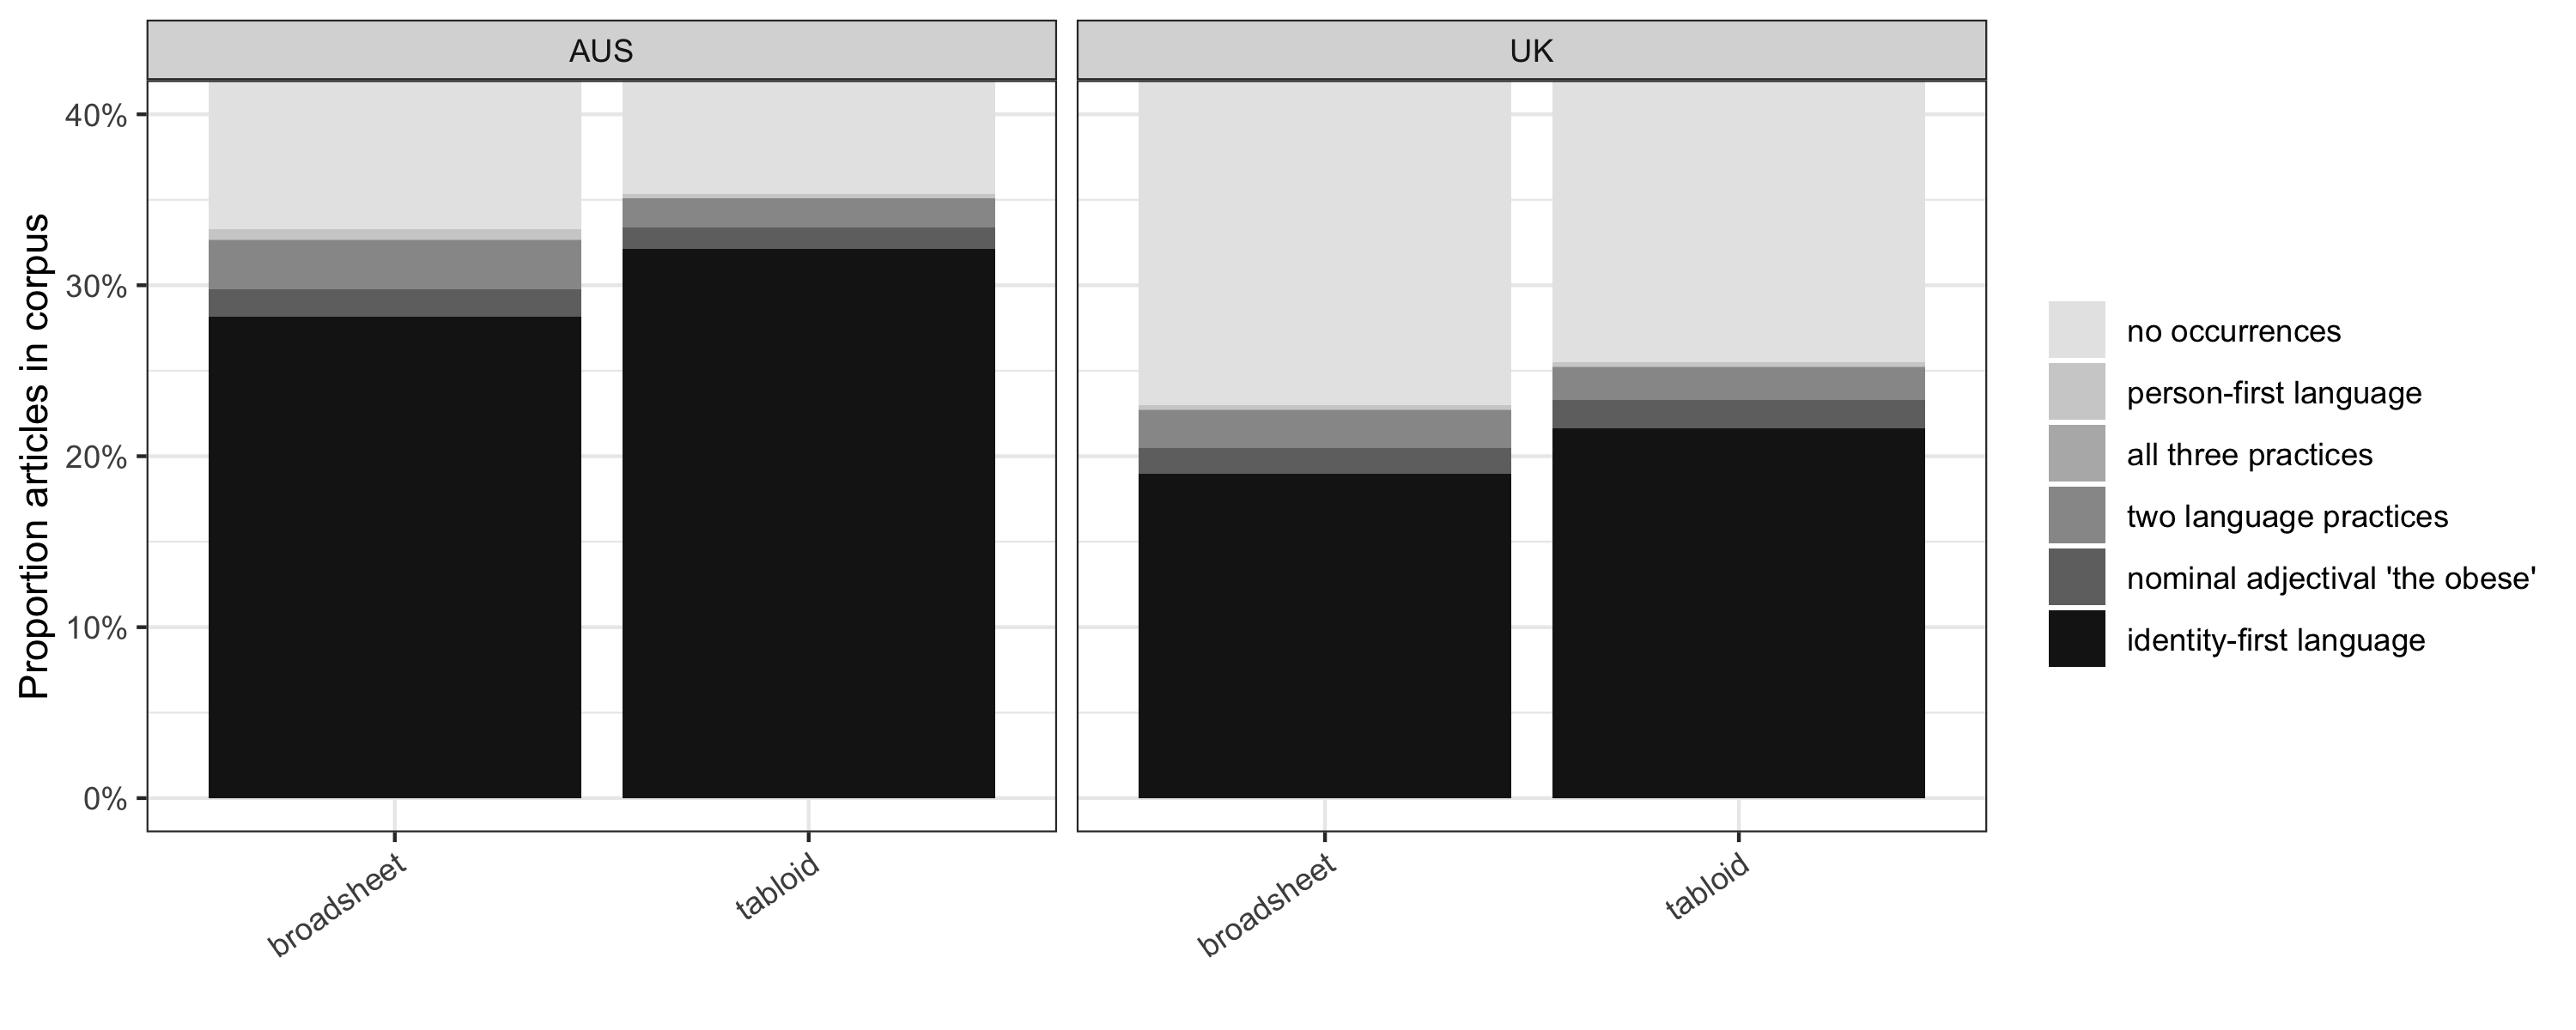 AUS
UK
Proportion articles in corpus
40%
30%
20%
10%
0%
broadsheet
tabloid
broadsheet
tabloid
no occurrences
person-first language
all three practices
two language practices
nominal adjectival 'the obese'
identity-first language